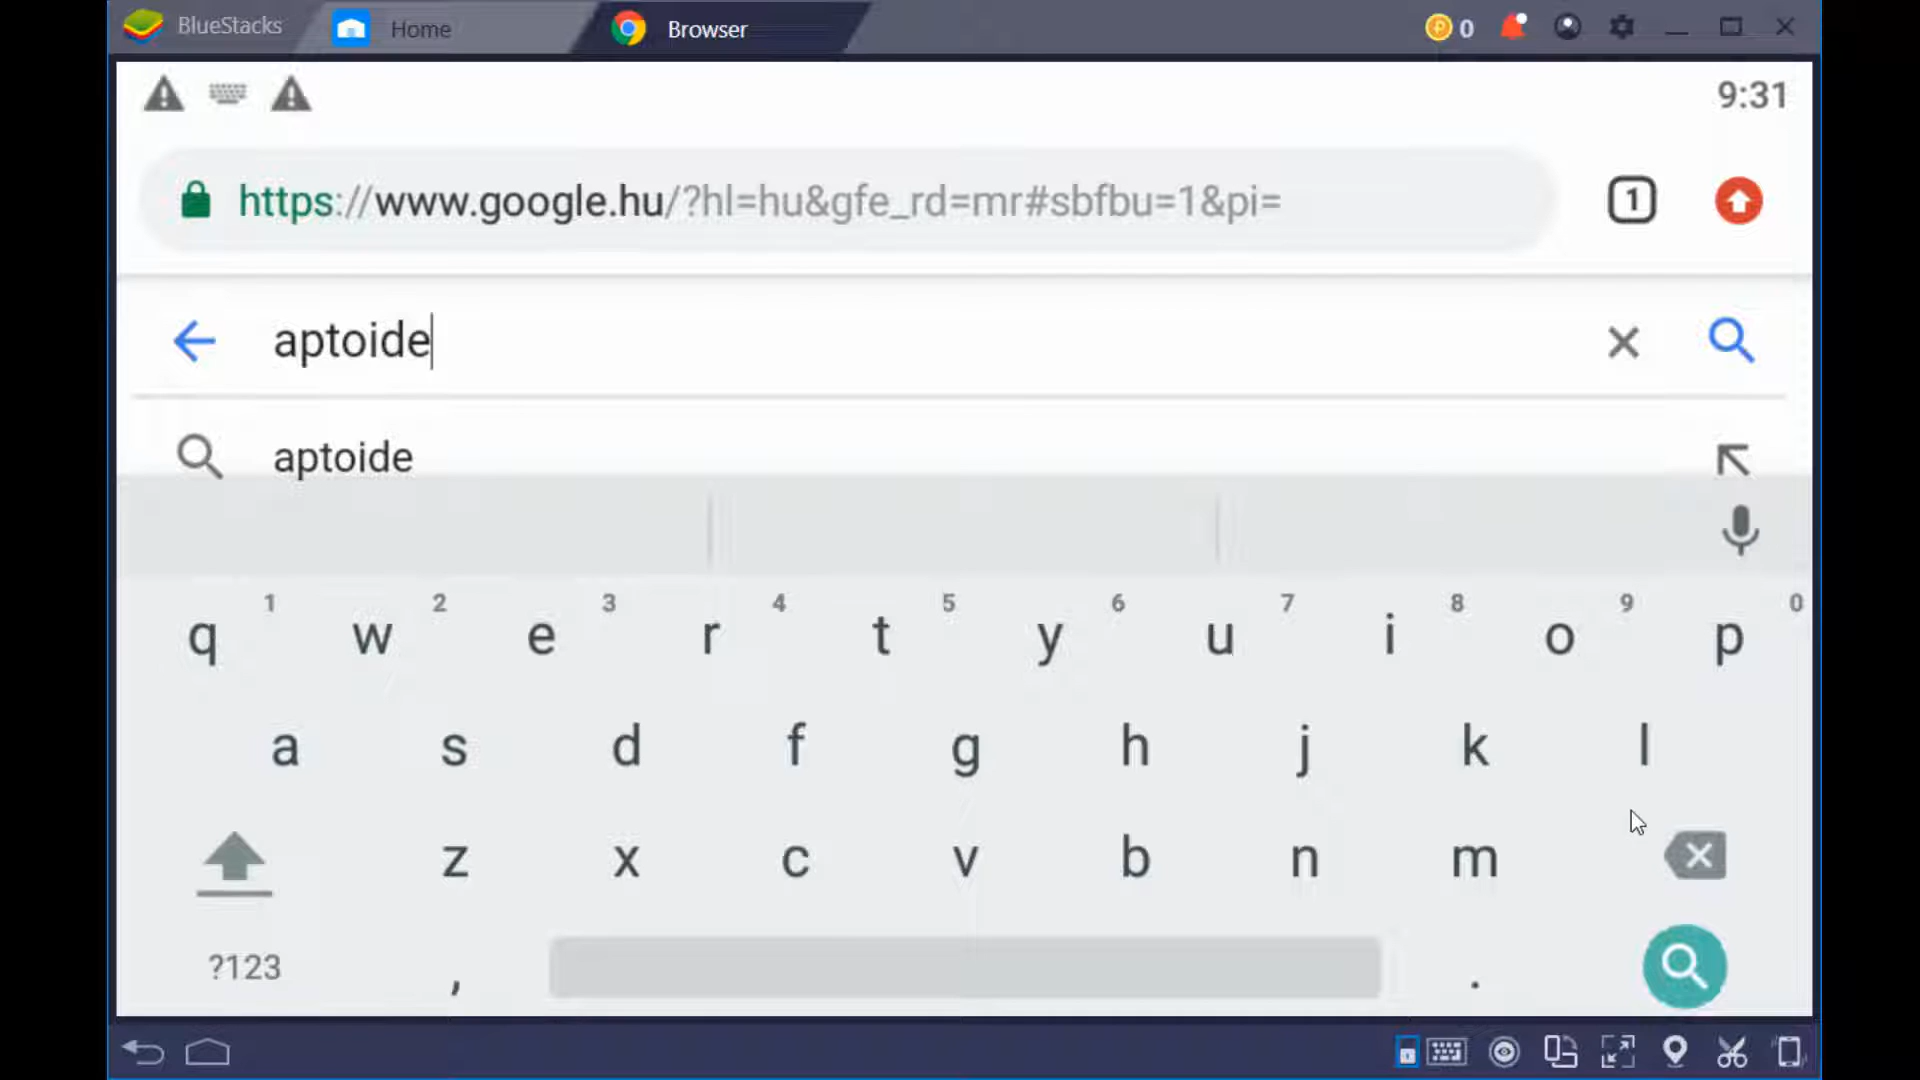 BlueStacks Home Browser 0
9:31
https://www.google.hu/?hl=hu&gfe_rd=mr#sbfbu=1&pi= 1
aptoide
aptoide
1 2 3 4 5 6 7 8 9 0
q w e r t y u i o p
a s d f g h j k l
z x c v b n m
?123 , .